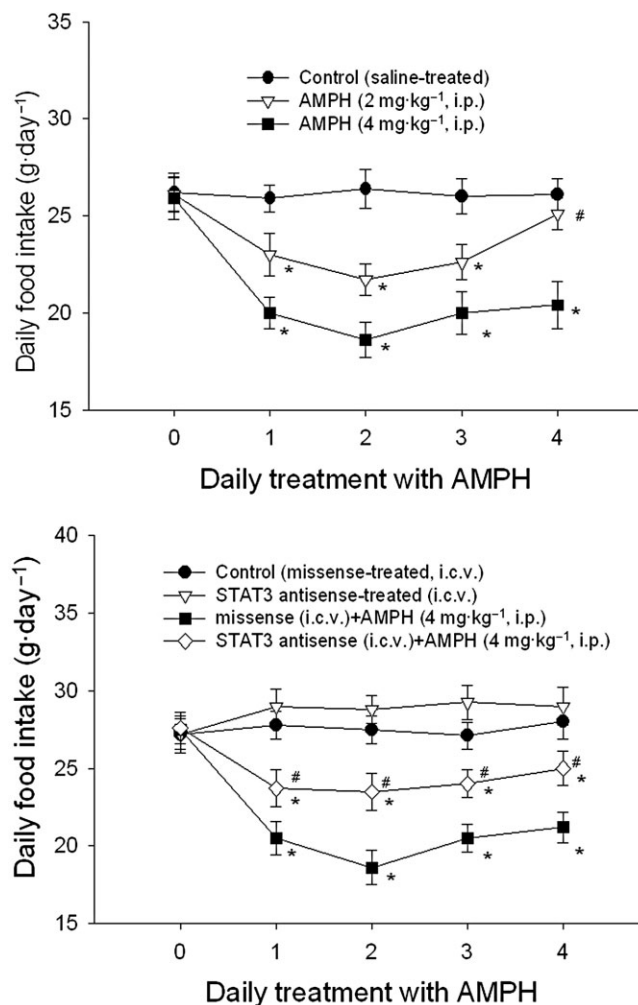 35
Control (saline-treated)
AMPH (2 mg·kg⁻¹, i.p.)
AMPH (4 mg·kg⁻¹, i.p.)
30
25
#
* * *
20
* * * *
15
0 1 2 3 4
Daily food intake (g·day⁻¹)
Daily treatment with AMPH
40
Control (missense-treated, i.c.v.)
STAT3 antisense-treated (i.c.v.)
missense (i.c.v.)+AMPH (4 mg·kg⁻¹, i.p.)
STAT3 antisense (i.c.v.)+AMPH (4 mg·kg⁻¹, i.p.)
35
30
25
# # # #
* * * *
20
* * * *
15
0 1 2 3 4
Daily food intake (g·day⁻¹)
Daily treatment with AMPH